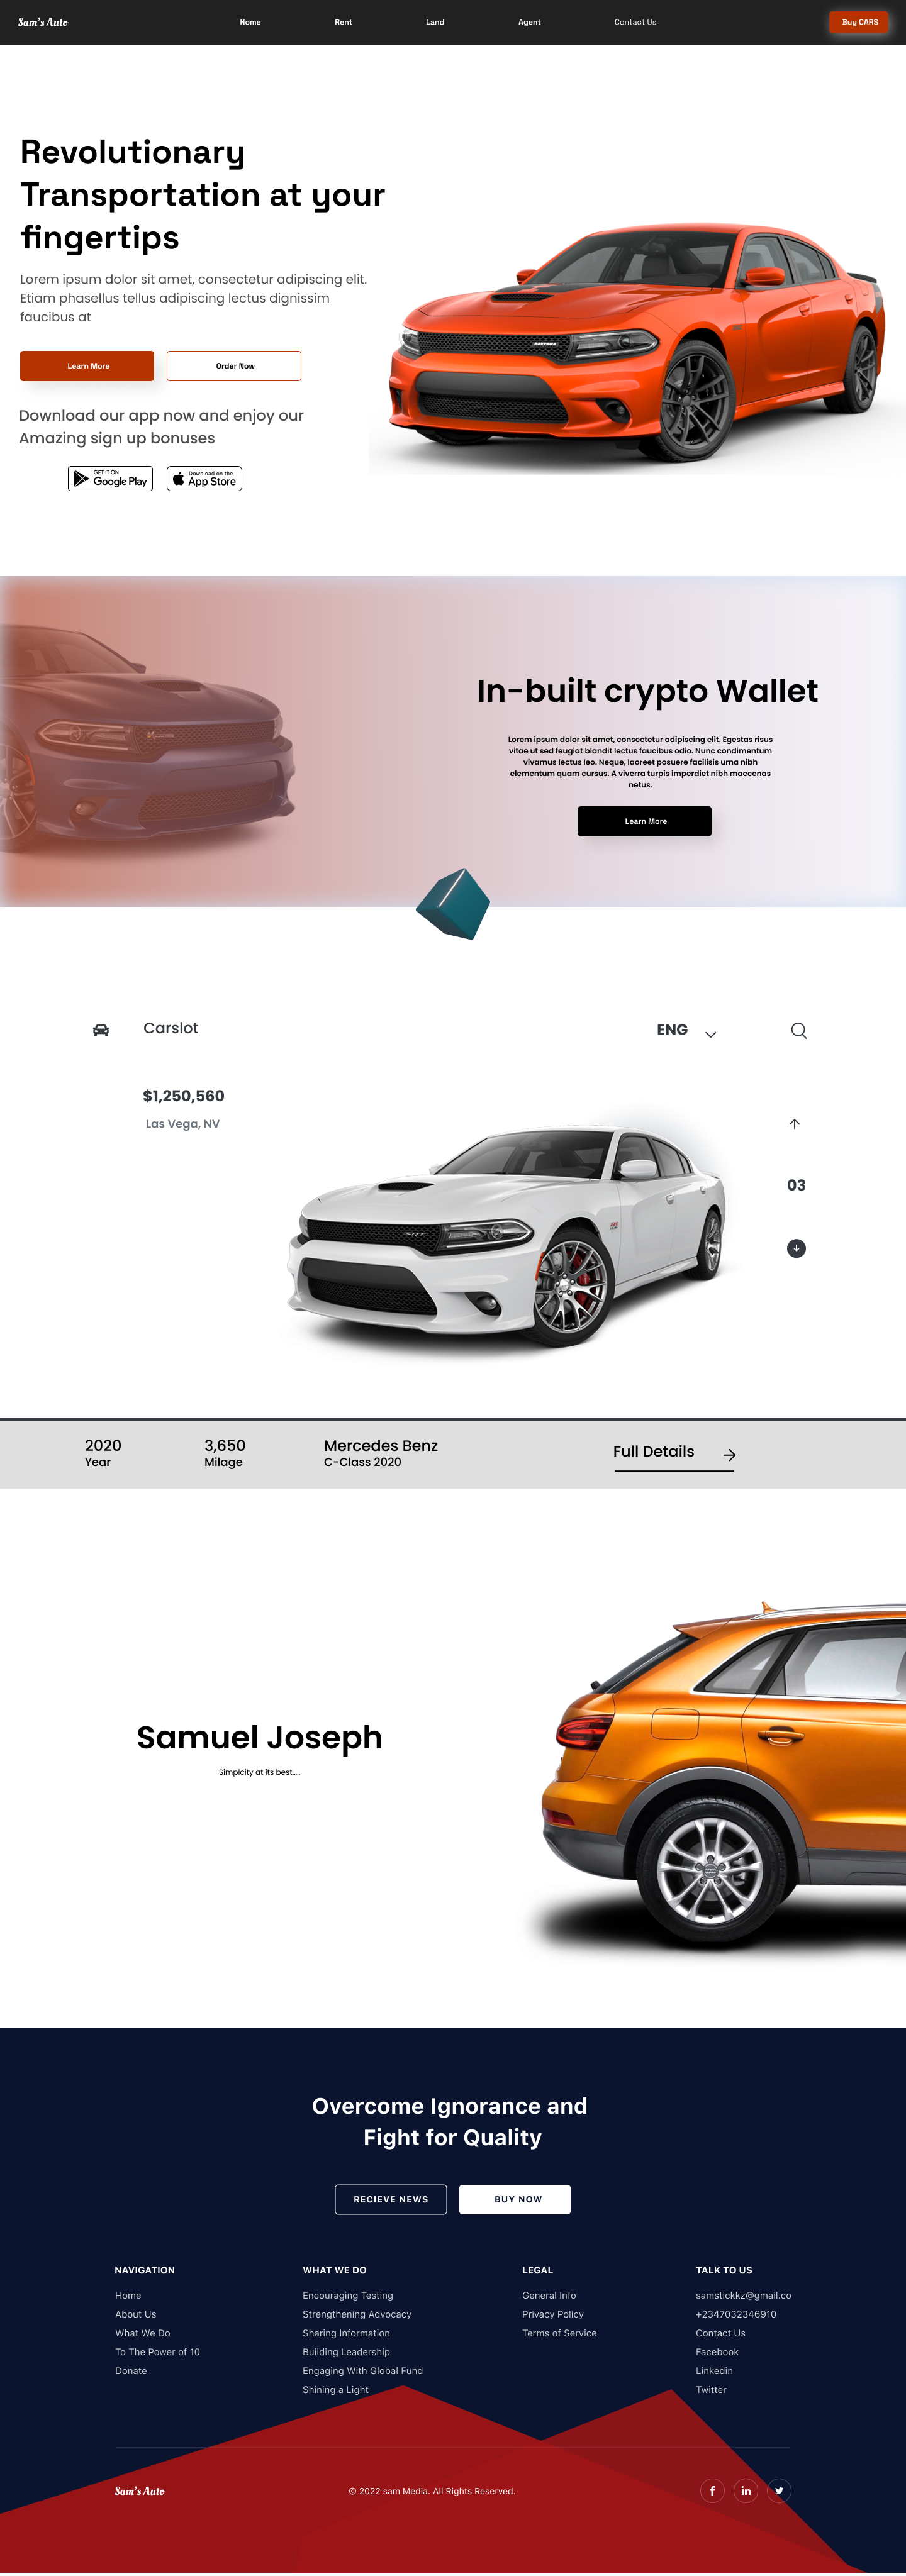 Sam's Auto
Home
Rent
Land
Agent
Contact Us
Buy CARS
Revolutionary
Transportation at your
fingertips
Lorem ipsum dolor sit amet, consectetur adipiscing elit.
Etiam phasellus tellus adipiscing lectus dignissim
faucibus at
Learn More
Order Now
Download our app now and enjoy our
Amazing sign up bonuses
GET IT ON
Google Play
Download on the
App Store
In-built crypto Wallet
Lorem ipsum dolor sit amet, consectetur adipiscing elit. Egestas risus
vitae ut sed feugiat blandit lectus faucibus odio. Nunc condimentum
vivamus lectus leo. Neque, laoreet posuere facilisis urna nibh
elementum quam cursus. A viverra turpis imperdiet nibh maecenas
netus.
Learn More
Carslot
ENG
$1,250,560
Las Vega, NV
03
SRT
2020
Year
3,650
Milage
Mercedes Benz
C-Class 2020
Full Details
Samuel Joseph
Simplcity at its best.....
Overcome Ignorance and
Fight for Quality
RECIEVE NEWS
BUY NOW
NAVIGATION
Home
About Us
What We Do
To The Power of 10
Donate
WHAT WE DO
Encouraging Testing
Strengthening Advocacy
Sharing Information
Building Leadership
Engaging With Global Fund
Shining a Light
LEGAL
General Info
Privacy Policy
Terms of Service
TALK TO US
samstickkz@gmail.co
+2347032346910
Contact Us
Facebook
Linkedin
Twitter
Sam's Auto
© 2022 sam Media. All Rights Reserved.
f
in